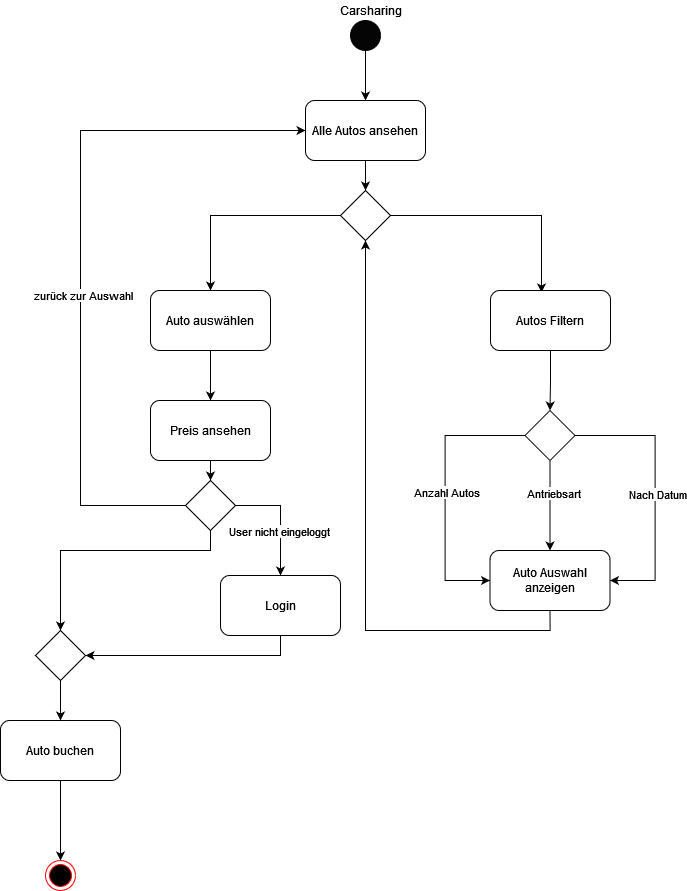 Carsharing
Alle Autos ansehen
zurück zur Auswahl
Auto auswählen
Autos Filtern
Preis ansehen
Anzahl Autos
Antriebsart
Nach Datum
User nicht eingeloggt
Auto Auswahl
anzeigen
Login
Auto buchen